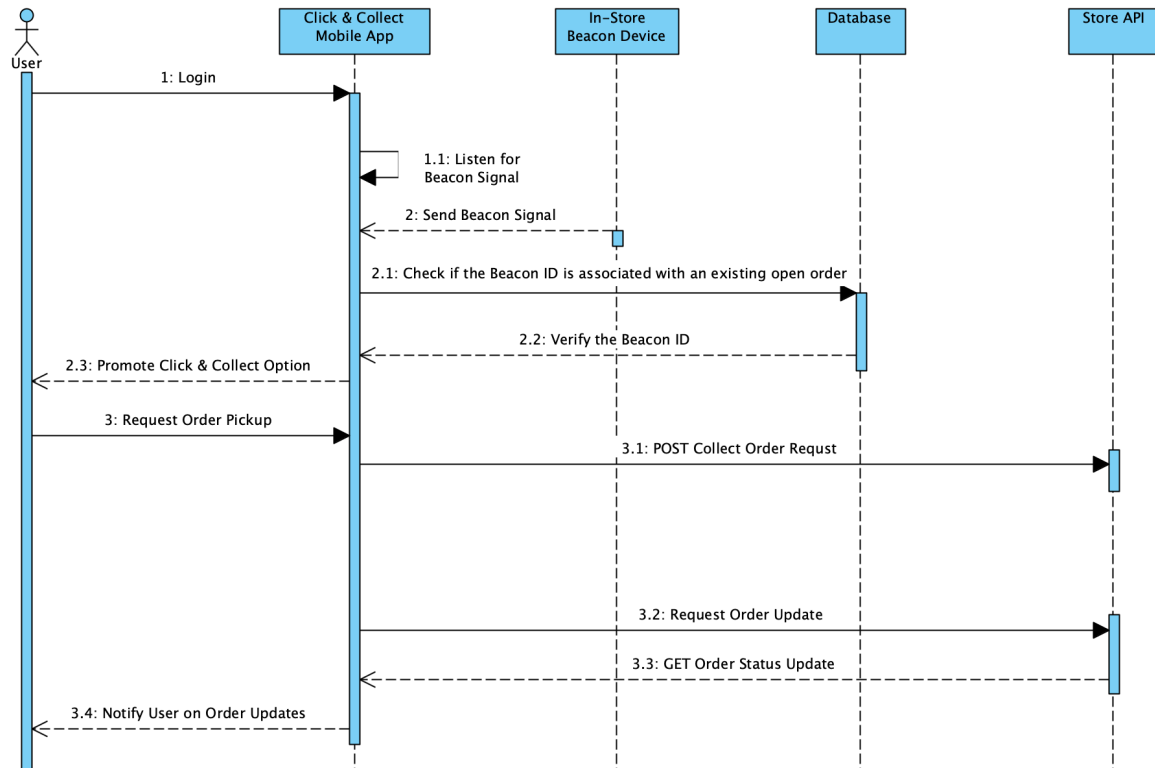 Click & Collect
Mobile App
In-Store
Beacon Device
Database
Store API
User
1: Login
1.1: Listen for
Beacon Signal
2: Send Beacon Signal
2.1: Check if the Beacon ID is associated with an existing open order
2.2: Verify the Beacon ID
2.3: Promote Click & Collect Option
3: Request Order Pickup
3.1: POST Collect Order Requst
3.2: Request Order Update
3.3: GET Order Status Update
3.4: Notify User on Order Updates